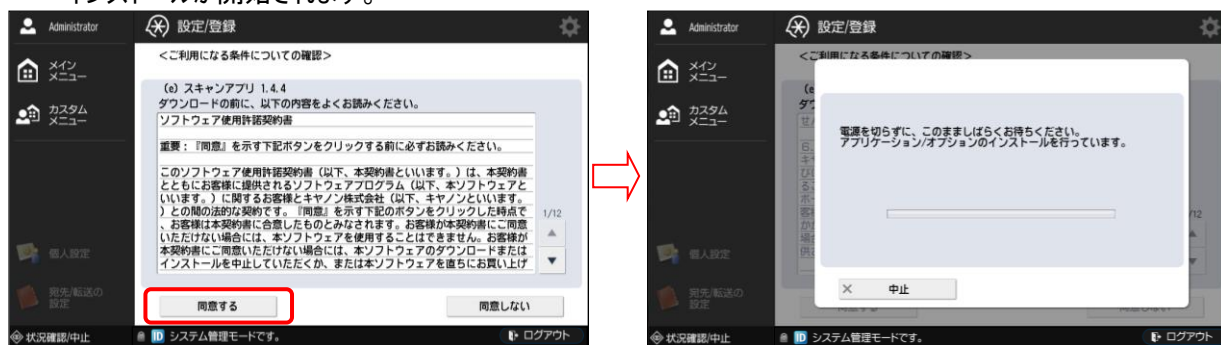 インストールが開始されます。
Administrator
設定/登録
メイン
メニュー
カスタム
メニュー
個人設定
宛先/転送の
設定
<ご利用になる条件についての確認>
(e) スキャンアプリ 1.4.4
ダウンロードの前に、以下の内容をよくお読みください。
ソフトウェア使用許諾契約書
重要：『同意』を示す下記ボタンをクリックする前に必ずお読みください。
このソフトウェア使用許諾契約書（以下、本契約書といいます。）は、本契約書
とともにお客様に提供されるソフトウェアプログラム（以下、本ソフトウェアと
いいます。）に関するお客様とキヤノン株式会社（以下、キヤノンといいます。
）との間の法的な契約です。『同意』を示す下記のボタンをクリックした時点で
、お客様は本契約書に合意したものとみなされます。お客様が本契約書にご同意
いただけない場合には、本ソフトウェアを使用することはできません。お客様が
本契約書にご同意いただけない場合には、本ソフトウェアのダウンロードまたは
インストールを中止していただくか、または本ソフトウェアを直ちにお買い上げ
1/12
同意する
同意しない
状況確認/中止
ID システム管理モードです。
ログアウト
Administrator
設定/登録
メイン
メニュー
カスタム
メニュー
個人設定
宛先/転送の
設定
<ご利用になる条件についての確認>
電源を切らずに、このまましばらくお待ちください。
アプリケーション/オプションのインストールを行っています。
× 中止
状況確認/中止
ID システム管理モードです。
ログアウト